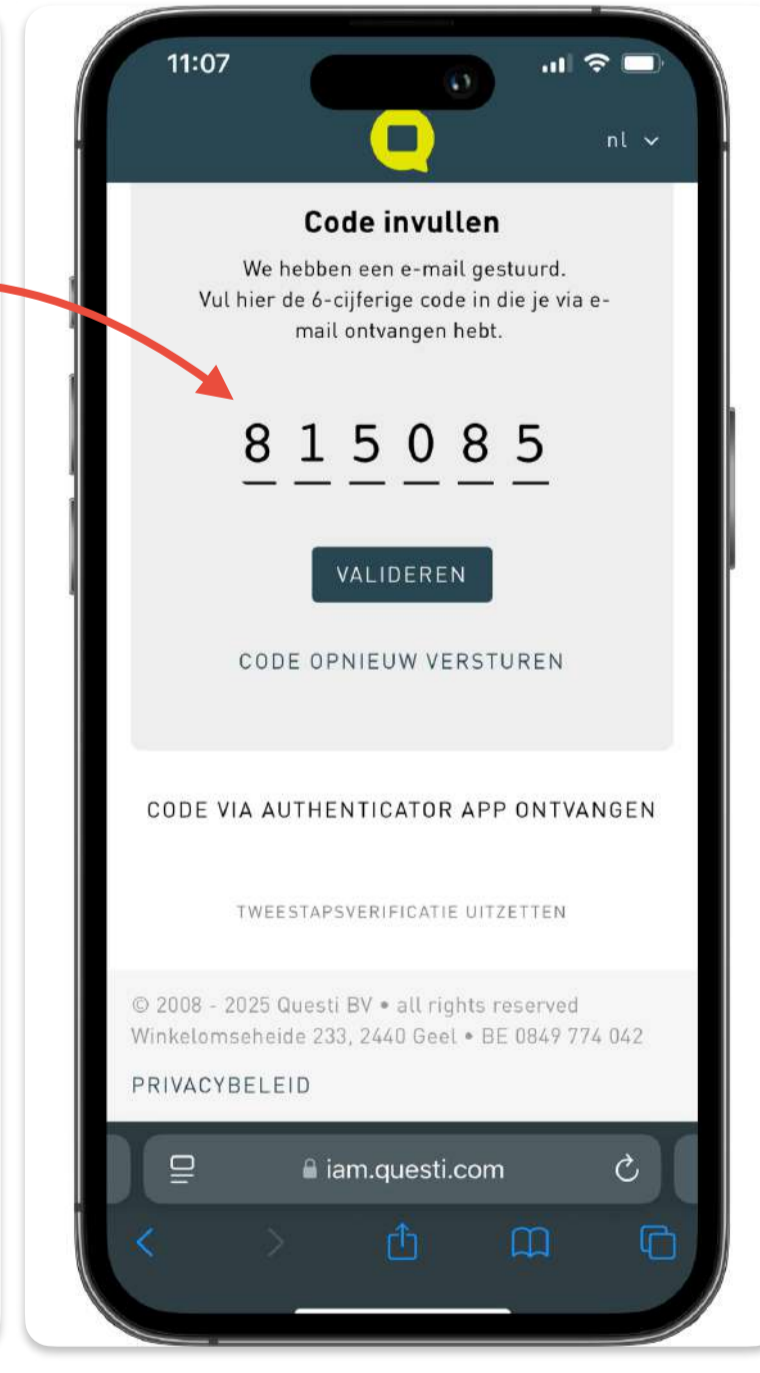 11:07
nl
Code invullen
We hebben een e-mail gestuurd.
Vul hier de 6-cijferige code in die je via e-
mail ontvangen hebt.
8 1 5 0 8 5
VALIDEREN
CODE OPNIEUW VERSTUREN
CODE VIA AUTHENTICATOR APP ONTVANGEN
TWEESTAPSVERIFICATIE UITZETTEN
© 2008 - 2025 Questi BV • all rights reserved
Winkelomseheide 233, 2440 Geel • BE 0849 774 042
PRIVACYBELEID
iam.questi.com